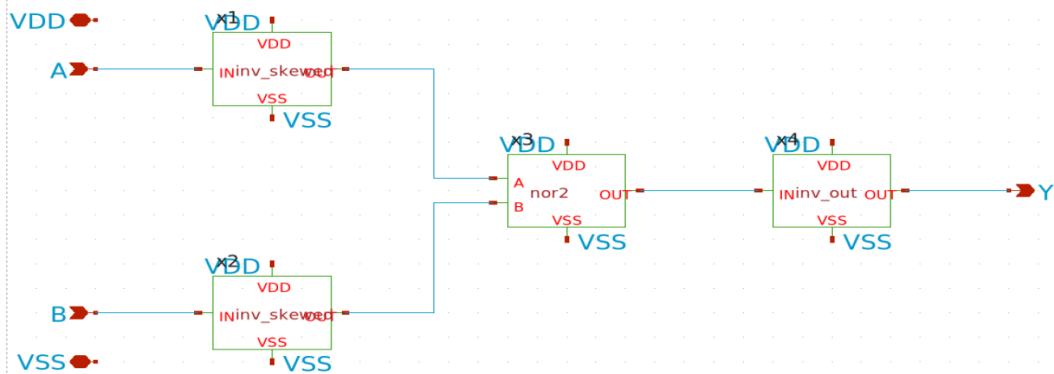 VDD
x1
VDD
VDD
A
IN
inv_skewed
OUT
VSS
VSS
x3
VDD
VDD
A
nor2
OUT
B
VSS
VSS
x4
VDD
VDD
IN
inv_out
OUT
VSS
VSS
Y
x2
VDD
VDD
B
IN
inv_skewed
OUT
VSS
VSS
VSS